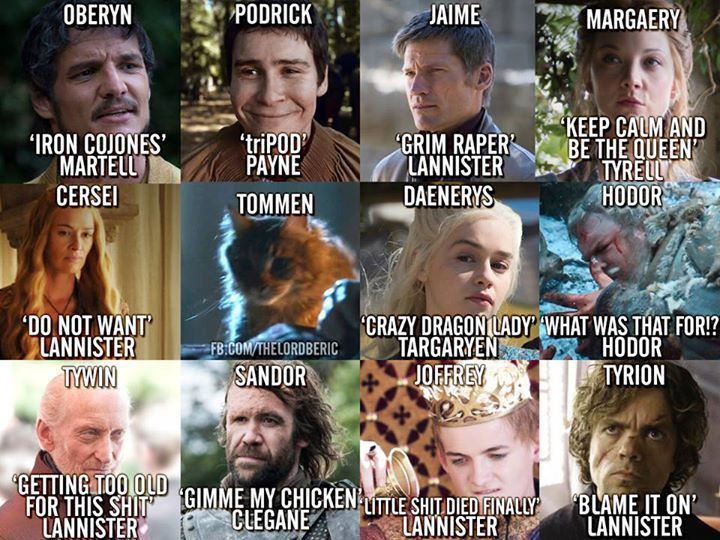 OBERYN
'IRON COJONES'
MARTELL
PODRICK
'triPOD'
PAYNE
JAIME
'GRIM RAPER'
LANNISTER
MARGAERY
'KEEP CALM AND
BE THE QUEEN'
TYRELL
CERSEI
'DO NOT WANT'
LANNISTER
TOMMEN
FB.COM/THELORDBERIC
DAENERYS
'CRAZY DRAGON LADY'
TARGARYEN
HODOR
'WHAT WAS THAT FOR!?'
HODOR
TYWIN
'GETTING TOO OLD
FOR THIS SHIT'
LANNISTER
SANDOR
'GIMME MY CHICKEN'
CLEGANE
JOFFREY
'LITTLE SHIT DIED FINALLY'
LANNISTER
TYRION
'BLAME IT ON'
LANNISTER